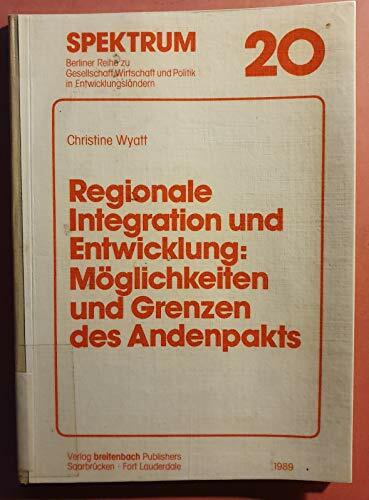 SPEKTRUM
20
Berliner Reihe zu
Gesellschaft, Wirtschaft und Politik
in Entwicklungsländern
Christine Wyatt
Regionale
Integration und
Entwicklung:
Möglichkeiten
und Grenzen
des Andenpakts
Verlag breitenbach Publishers
Saarbrücken · Fort Lauderdale
1989